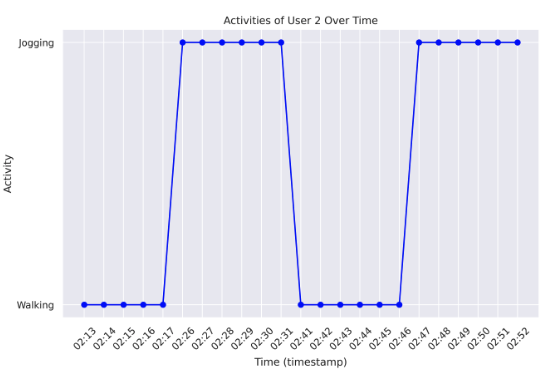 Activities of User 2 Over Time
Jogging
Activity
Walking
02:13 02:14 02:15 02:16 02:17 02:26 02:27 02:28 02:29 02:30 02:31 02:41 02:42 02:43 02:44 02:45 02:46 02:47 02:48 02:49 02:50 02:51 02:52
Time (timestamp)